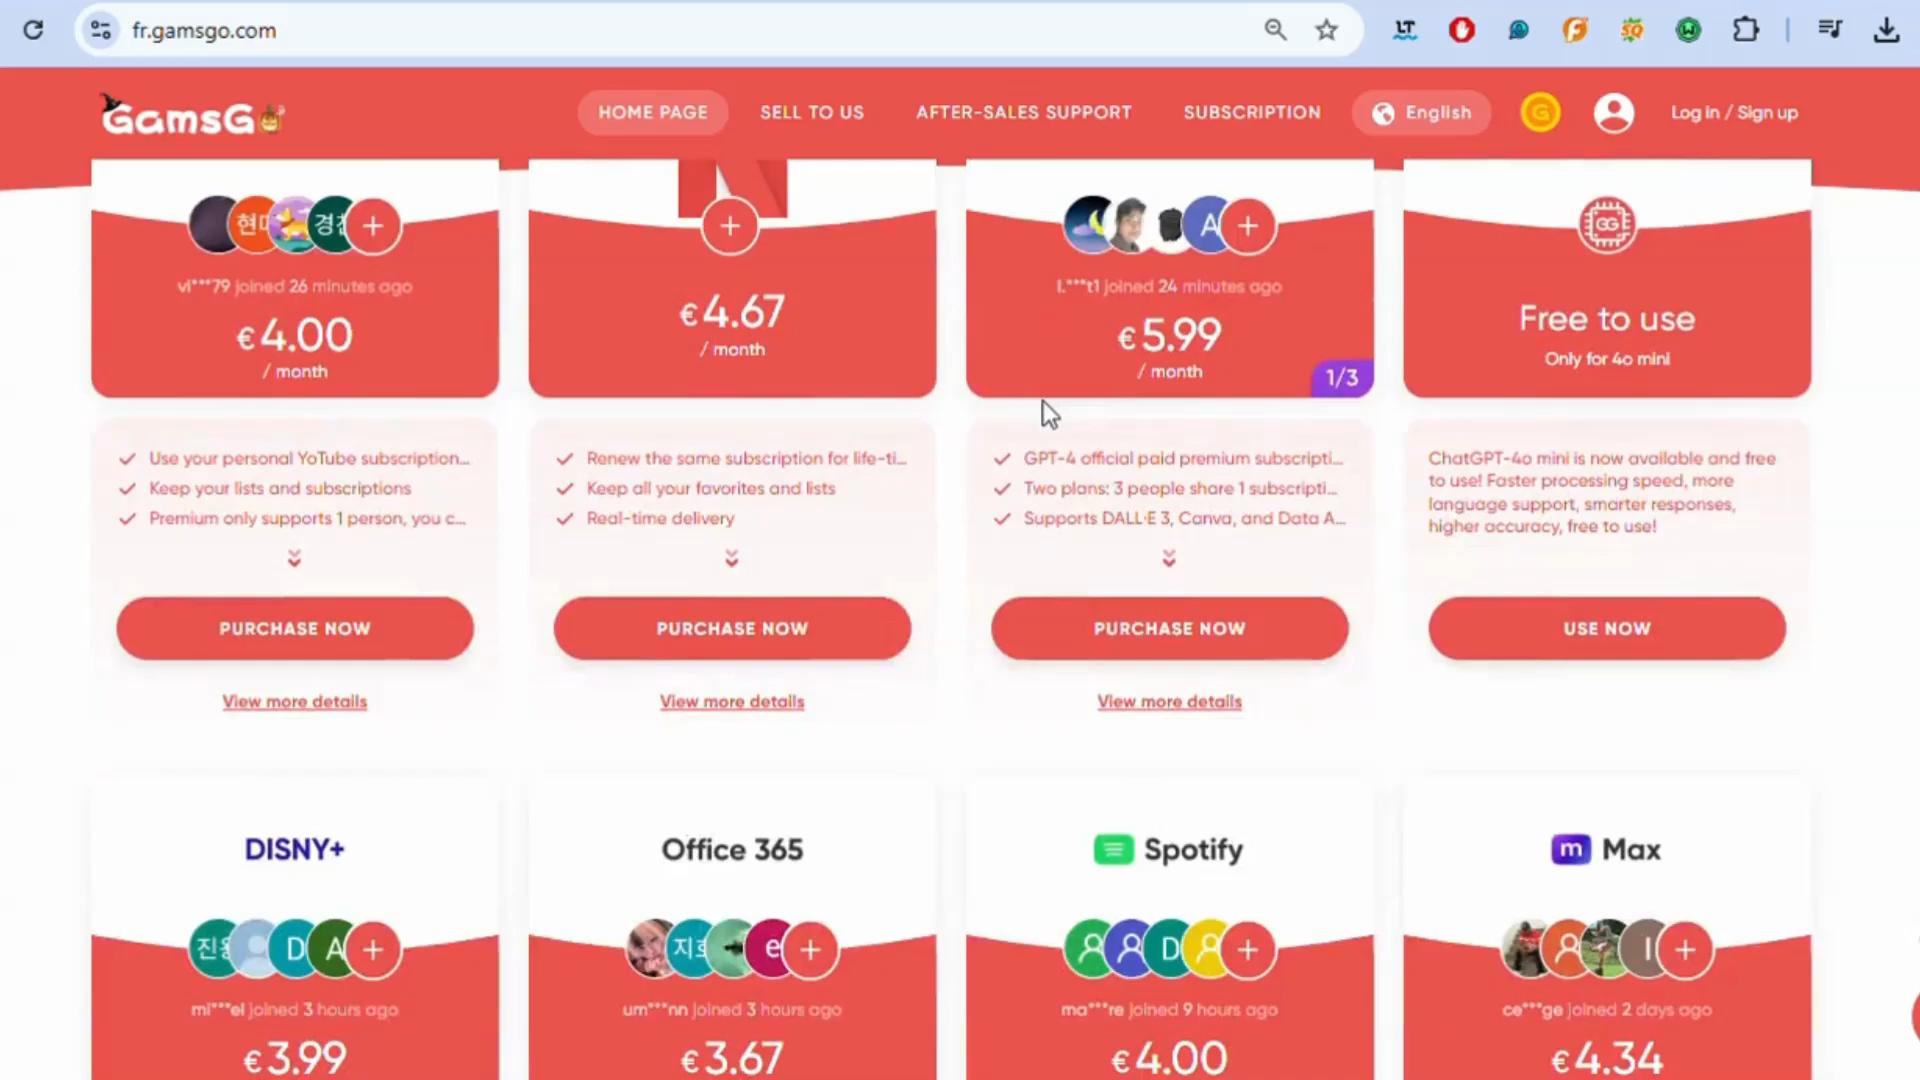 fr.gamsgo.com
GamsG
HOME PAGE
SELL TO US
AFTER-SALES SUPPORT
SUBSCRIPTION
English
G
Log in / Sign up
vi***79 joined 26 minutes ago
€4.00
/ month
€4.67
/ month
A
l.***t1 joined 24 minutes ago
€5.99
/ month
1/3
GG
Free to use
Only for 4o mini
Use your personal YoTube subscription...
Keep your lists and subscriptions
Premium only supports 1 person, you c...
Renew the same subscription for life-ti...
Keep all your favorites and lists
Real-time delivery
GPT-4 official paid premium subscripti...
Two plans: 3 people share 1 subscripti...
Supports DALL·E 3, Canva, and Data A...
ChatGPT-4o mini is now available and free
to use! Faster processing speed, more
language support, smarter responses,
higher accuracy, free to use!
PURCHASE NOW
PURCHASE NOW
PURCHASE NOW
USE NOW
View more details
View more details
View more details
DISNY+
Office 365
Spotify
m Max
D
A
e
D
I
mi***el joined 3 hours ago
€3.99
um***nn joined 3 hours ago
€3.67
ma***re joined 9 hours ago
€4.00
ce***ge joined 2 days ago
€4.34